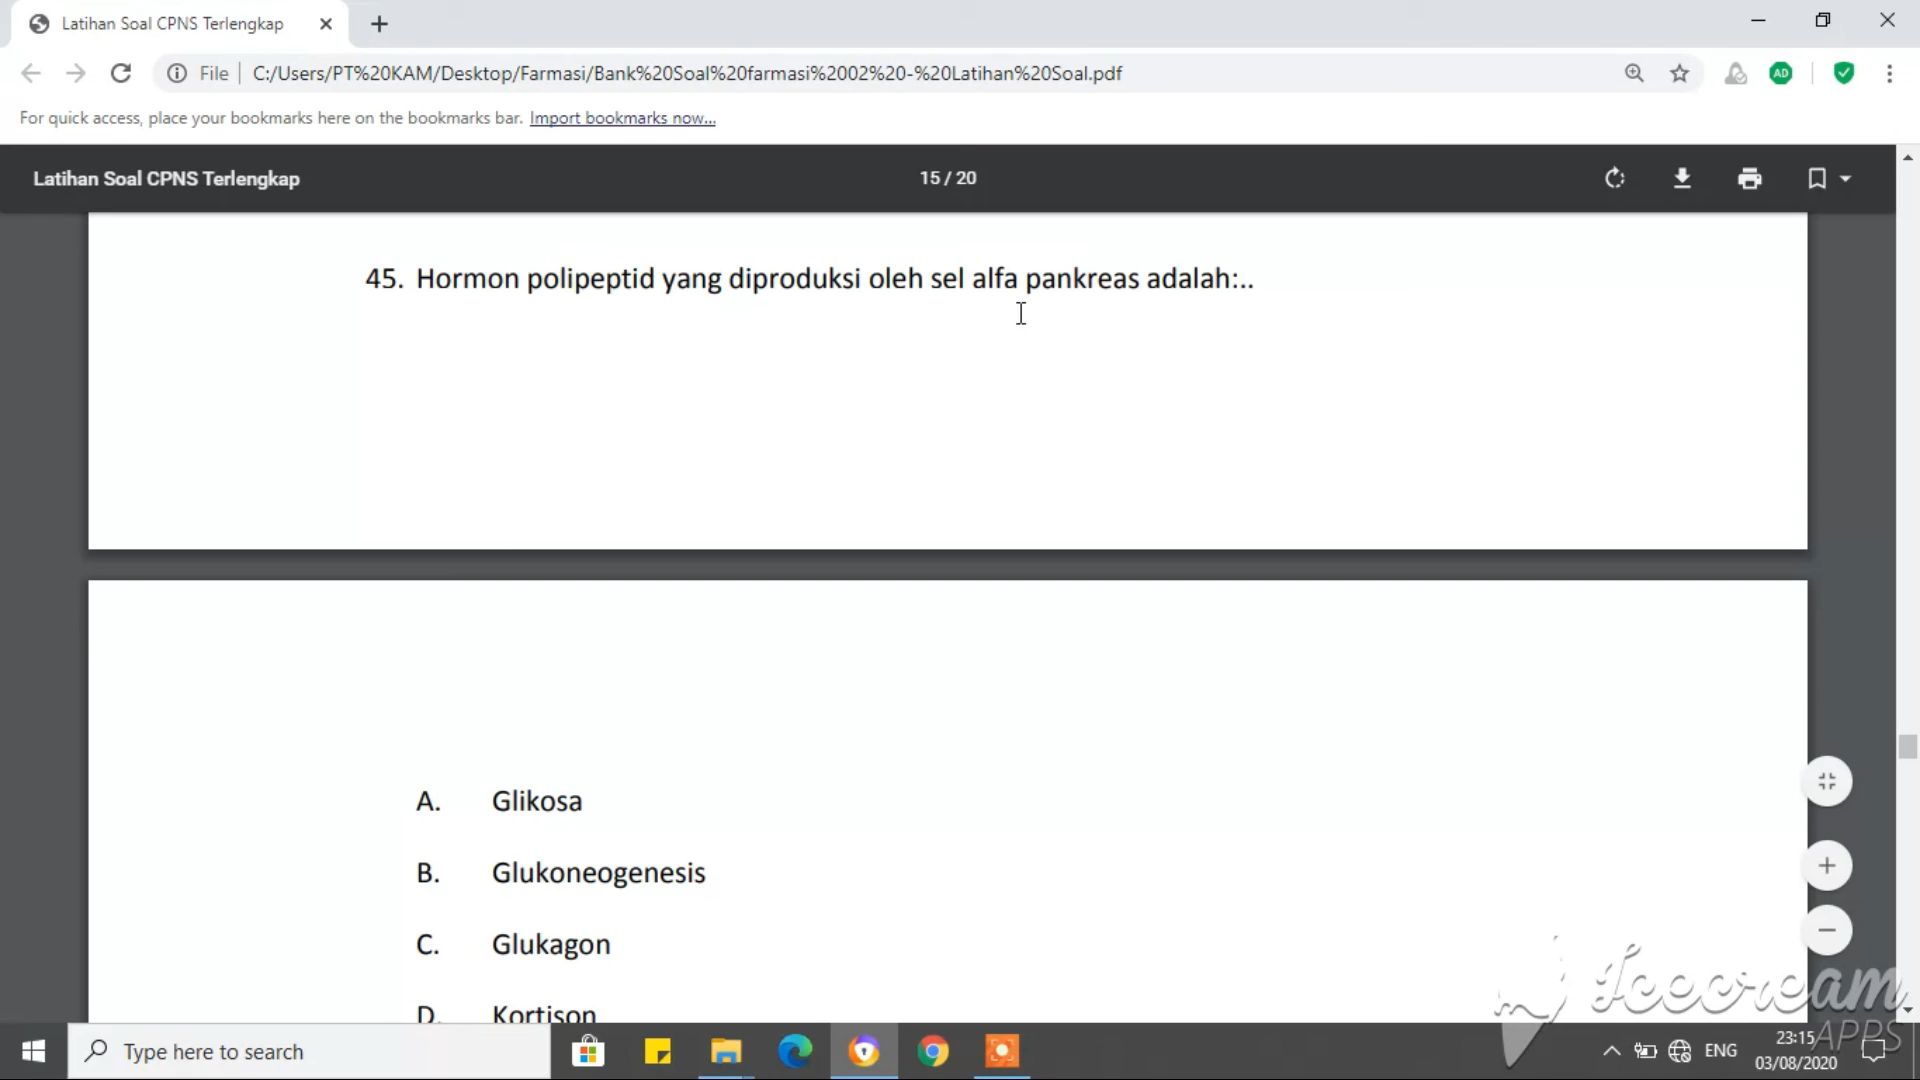 Latihan Soal CPNS Terlengkap
File
C:/Users/PT%20KAM/Desktop/Farmasi/Bank%20Soal%20farmasi%2002%20-%20Latihan%20Soal.pdf
AD
For quick access, place your bookmarks here on the bookmarks bar. Import bookmarks now...
Latihan Soal CPNS Terlengkap
15 / 20
45. Hormon polipeptid yang diproduksi oleh sel alfa pankreas adalah:..
A. Glikosa
B. Glukoneogenesis
C. Glukagon
D. Kortison
Icecream
APPS
Type here to search
ENG
23:15
03/08/2020